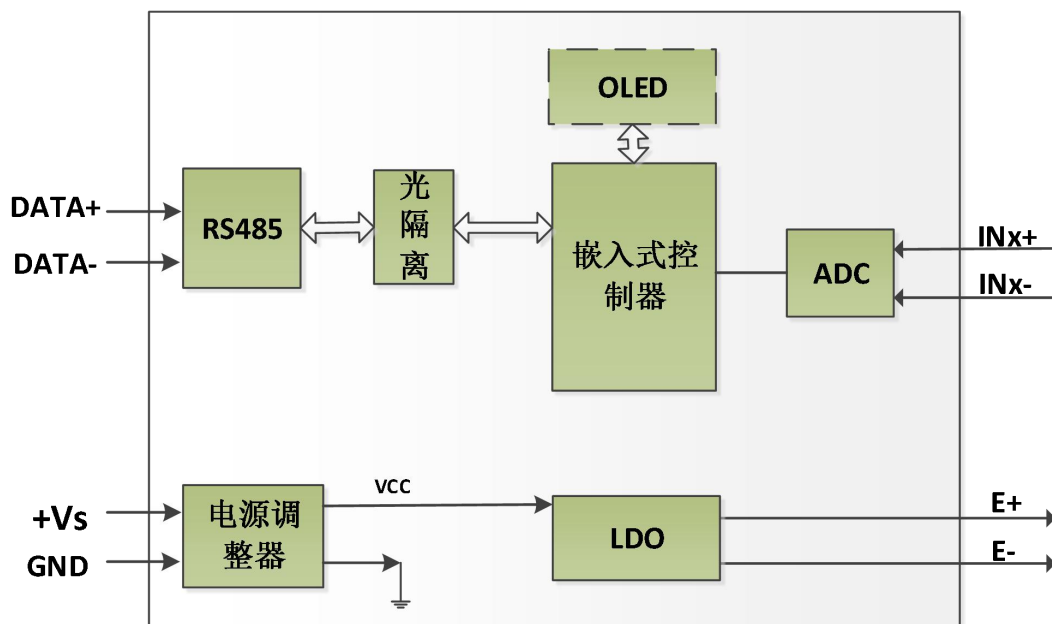 OLED
DATA+
DATA-
RS485
光
隔
离
嵌入式控
制器
ADC
INx+
INx-
+Vs
GND
电源调
整器
VCC
LDO
E+
E-